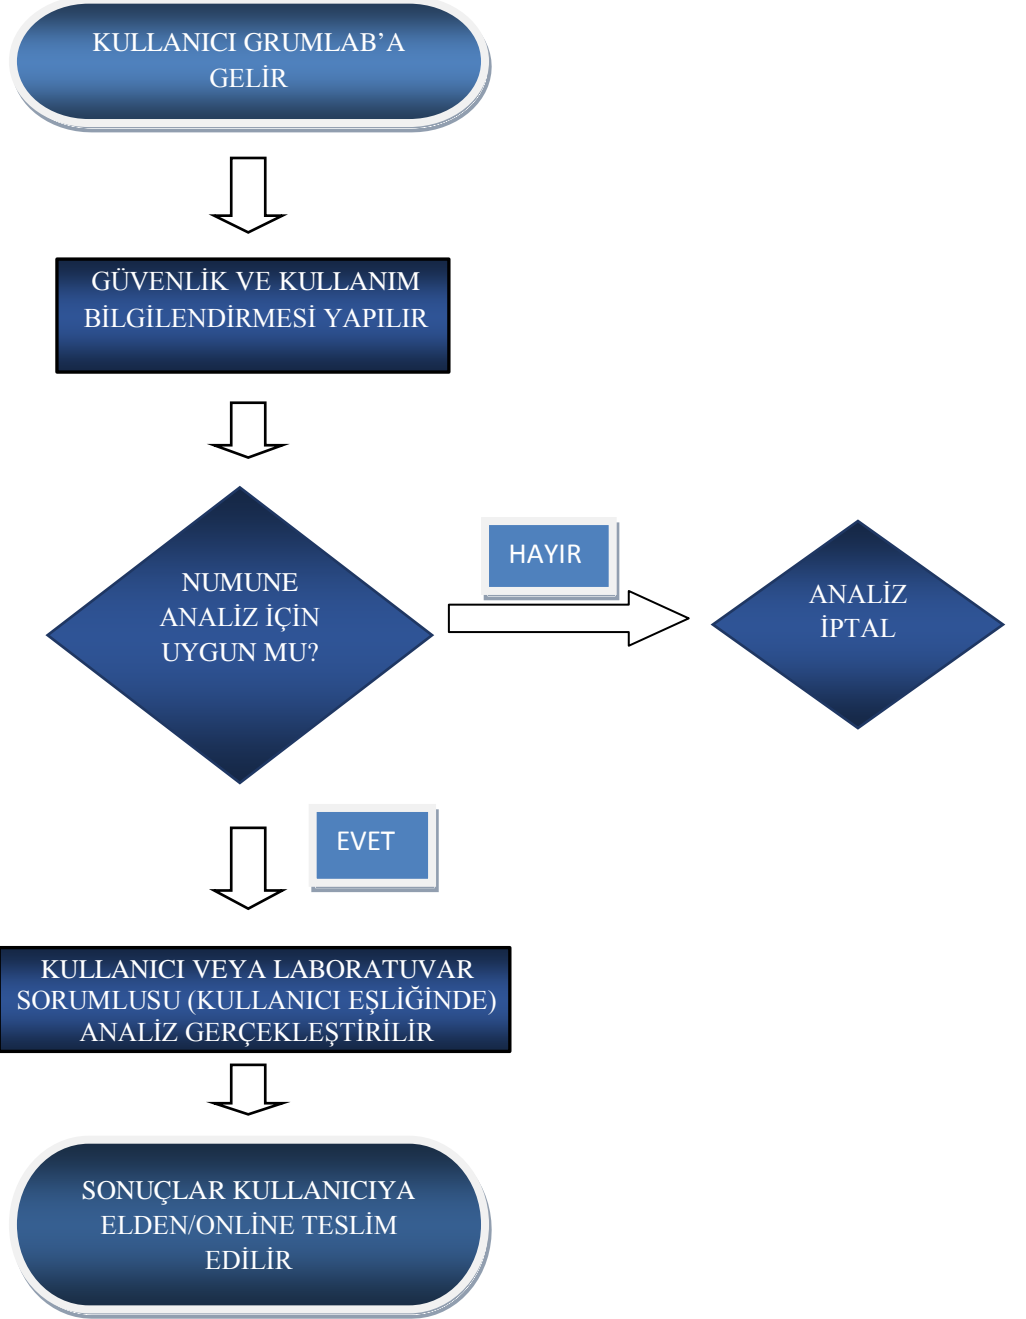 KULLANICI GRUMLAB’A
GELİR
GÜVENLİK VE KULLANIM
BİLGİLENDİRMESİ YAPILIR
NUMUNE
ANALİZ İÇİN
UYGUN MU?
HAYIR
ANALİZ
İPTAL
EVET
KULLANICI VEYA LABORATUVAR
SORUMLUSU (KULLANICI EŞLİĞİNDE)
ANALİZ GERÇEKLEŞTİRİLİR
SONUÇLAR KULLANICIYA
ELDEN/ONLİNE TESLİM
EDİLİR